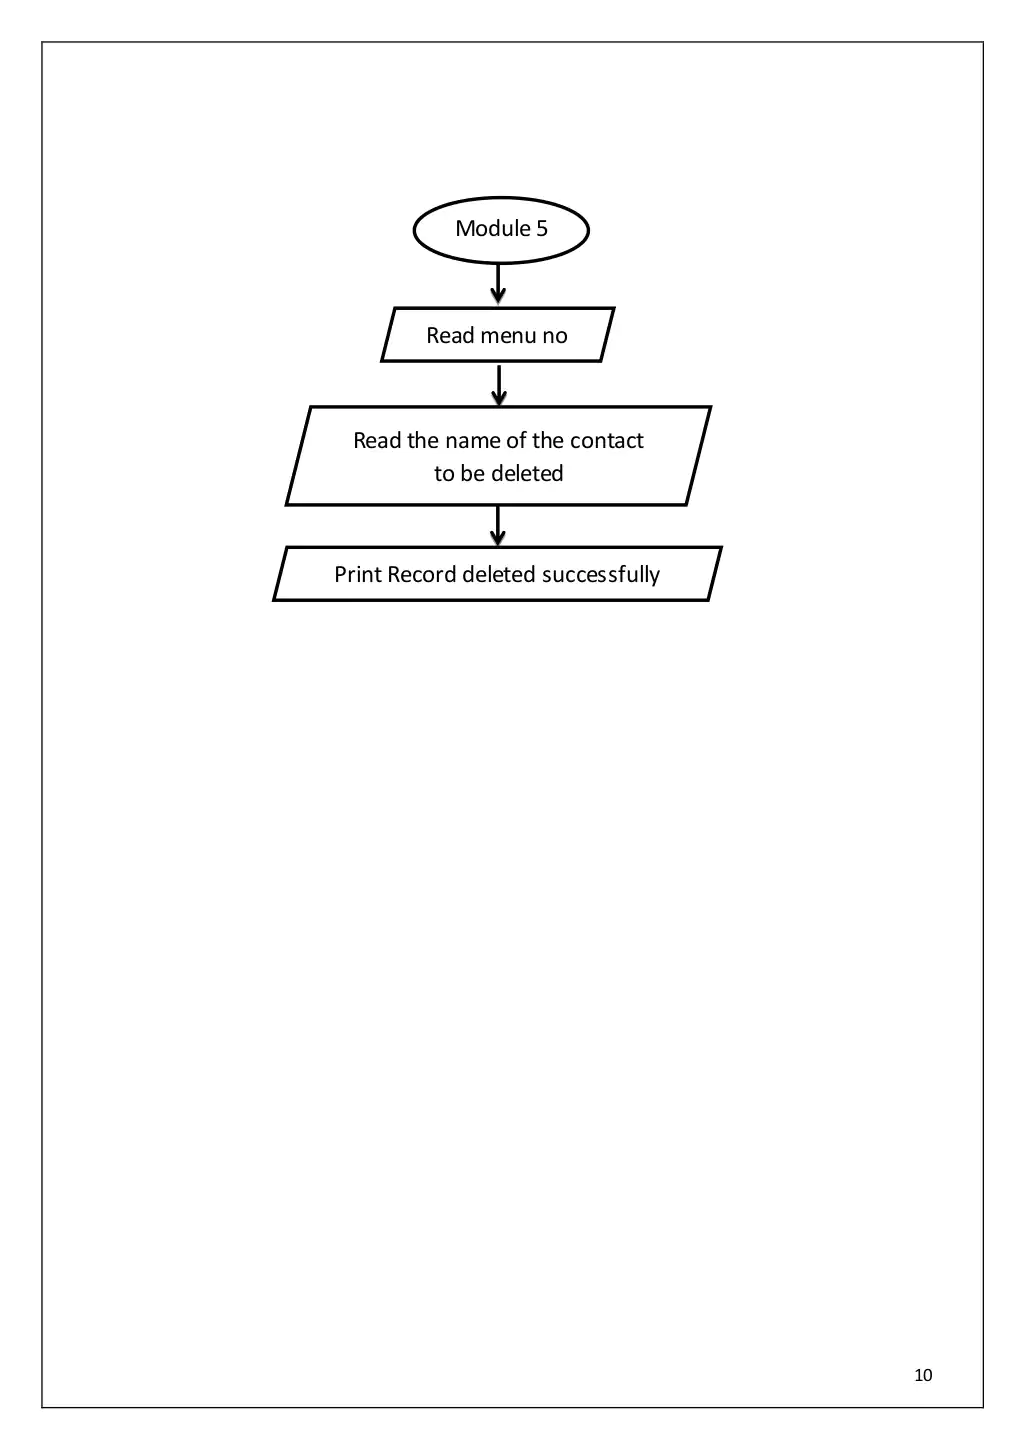 Module 5
Read menu no
Read the name of the contact
to be deleted
Print Record deleted successfully
10